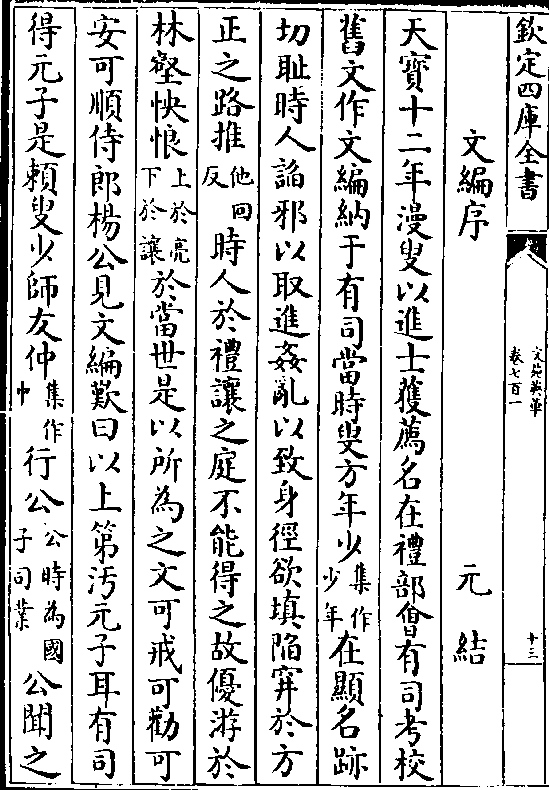 欽定四庫全書
文苑英華
卷七百一
十三
文編序 元結
天寶十二年漫叟以進士獲薦名在禮部㑹有司考校
舊文作文編納于有司當時叟方年少集作少年在顯名跡
切耻時人諂邪以取進姦亂以致身徑欲填陷穽於方
正之路推他回反時人於禮讓之庭不能得之故優游於
林壑怏恨上於亮下於讓於當世是以所為之文可戒可勸可
安可順侍郎楊公見文編歎曰以上第汚元子耳有司
得元子是賴叟少師友仲集作中行公公時為國子司業公聞之